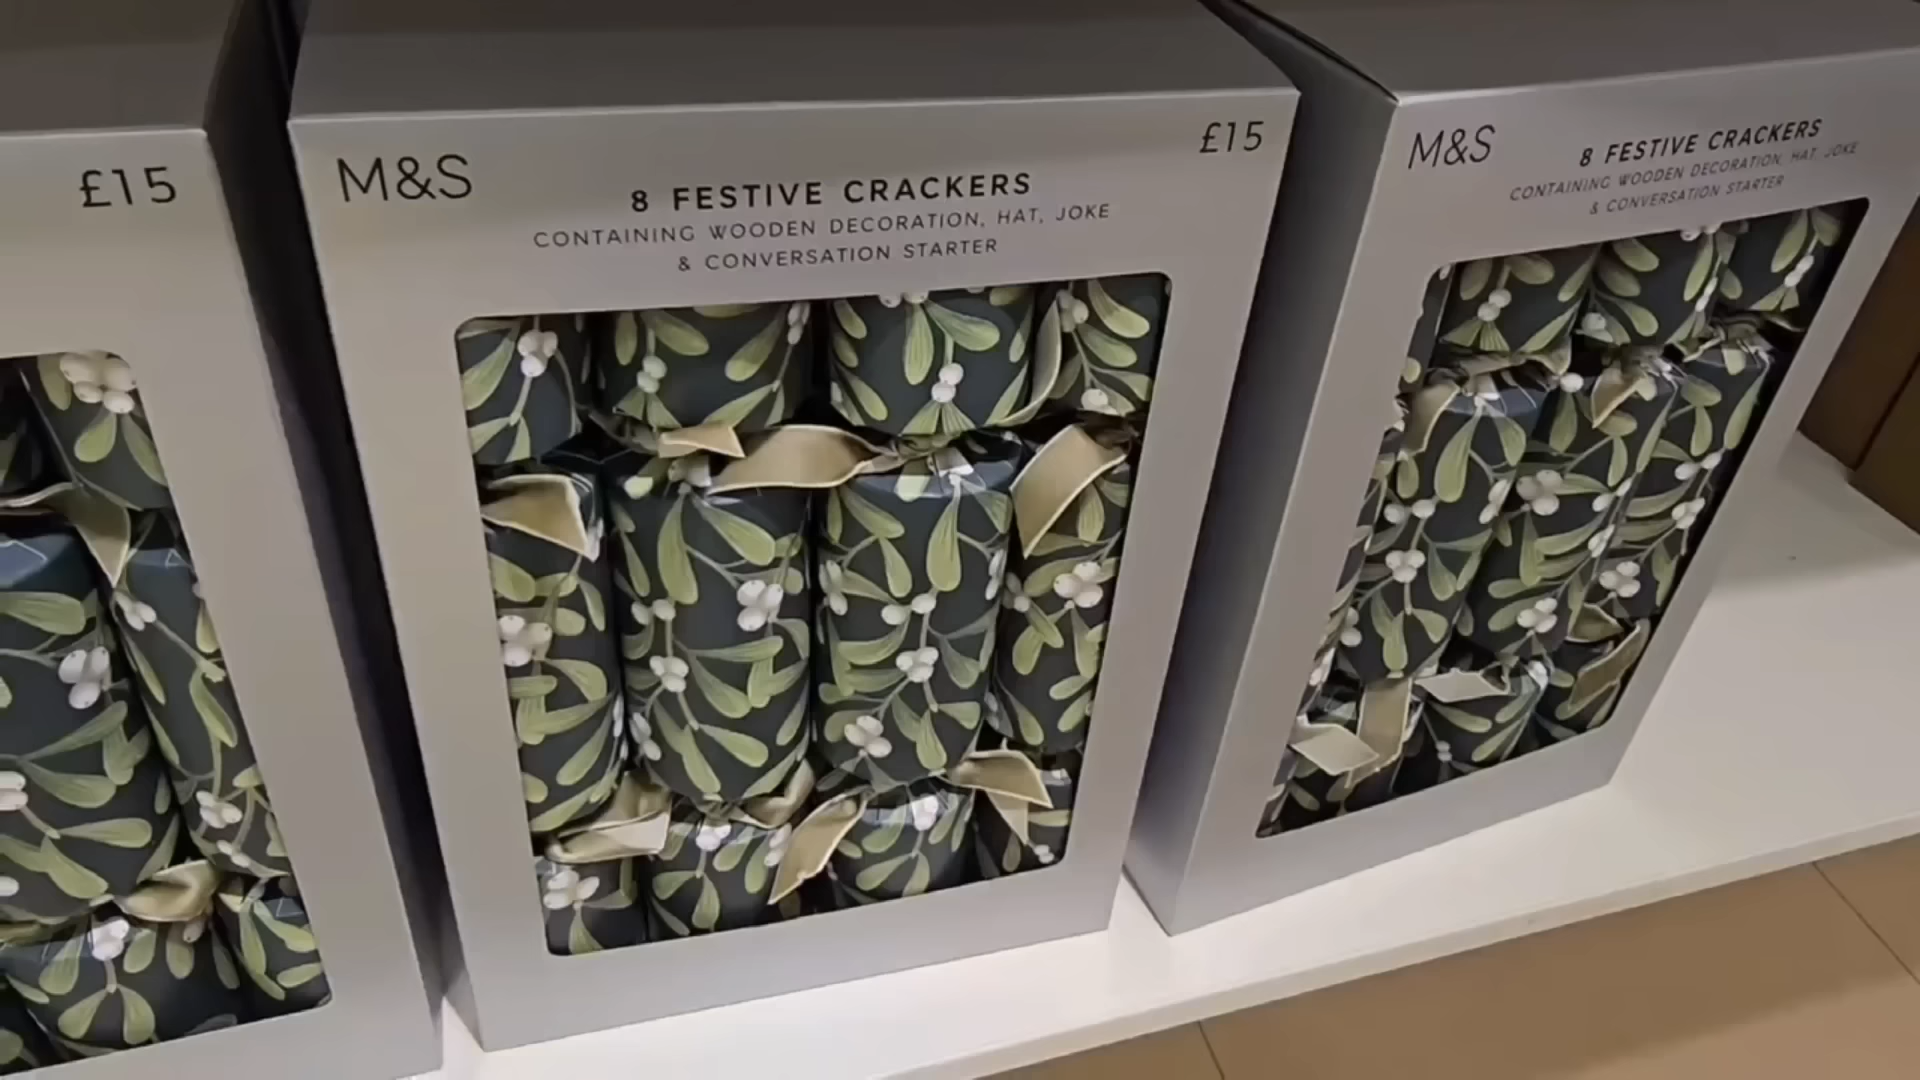 £15
M&S
£15
8 FESTIVE CRACKERS
CONTAINING WOODEN DECORATION, HAT, JOKE
& CONVERSATION STARTER
M&S
8 FESTIVE CRACKERS
CONTAINING WOODEN DECORATION, HAT, JOKE
& CONVERSATION STARTER